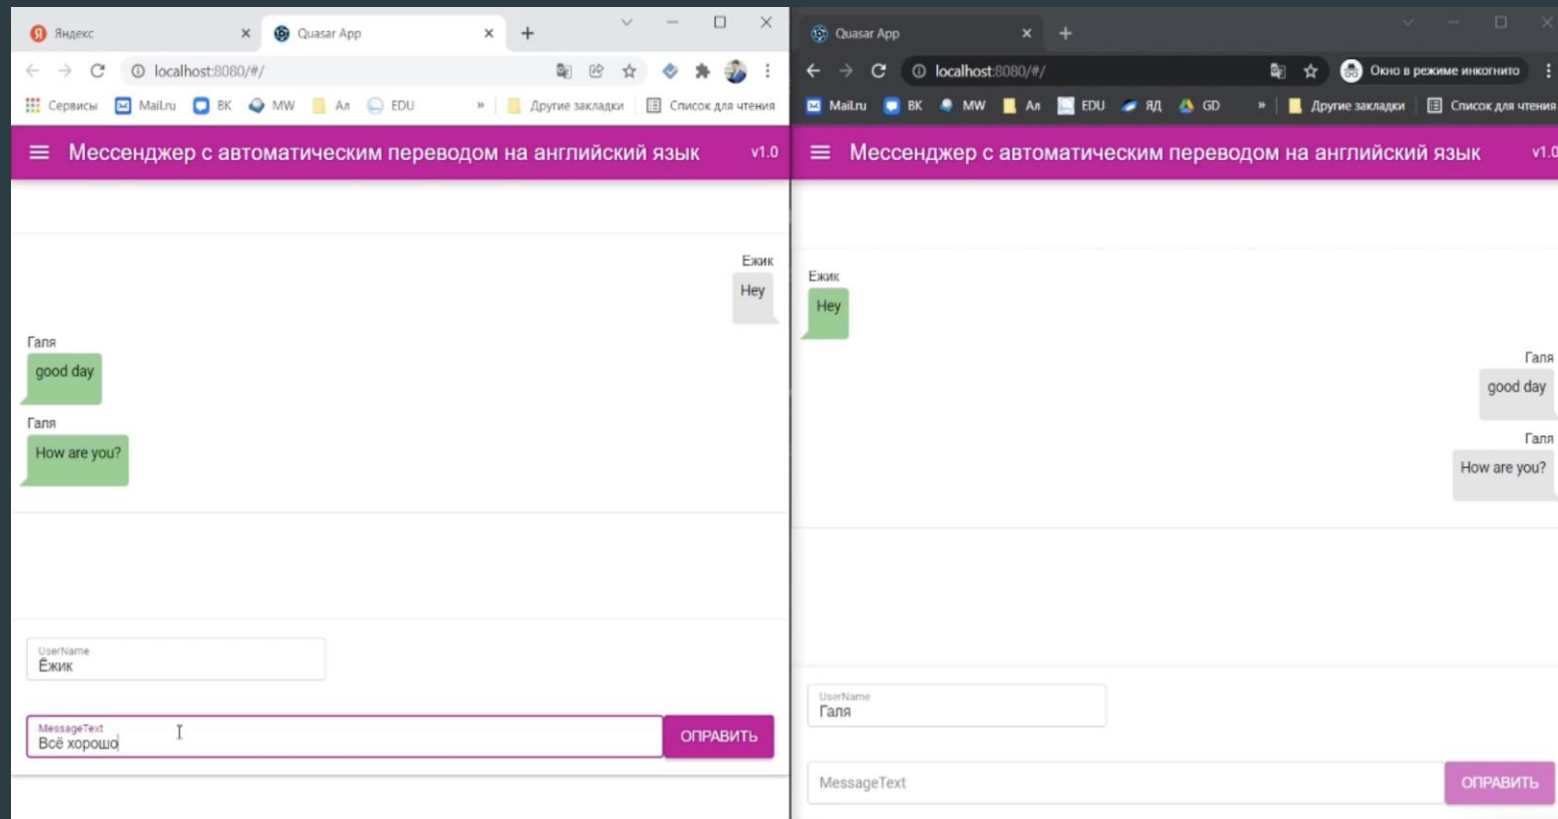 Яндекс
Quasar App
localhost:8080/#/
Сервисы Mail.ru ВК MW Ал EDU » Другие закладки Список для чтения
Мессенджер с автоматическим переводом на английский язык v1.0
Ежик
Hey
Галя
good day
Галя
How are you?
UserName
Ёжик
MessageText
Всё хорошо
ОПРАВИТЬ
Quasar App
localhost:8080/#/ Окно в режиме инкогнито
Mail.ru ВК MW Ал EDU ЯД GD » Другие закладки Список для чтения
Мессенджер с автоматическим переводом на английский язык v1.0
Ежик
Hey
Галя
good day
Галя
How are you?
UserName
Галя
MessageText
ОПРАВИТЬ